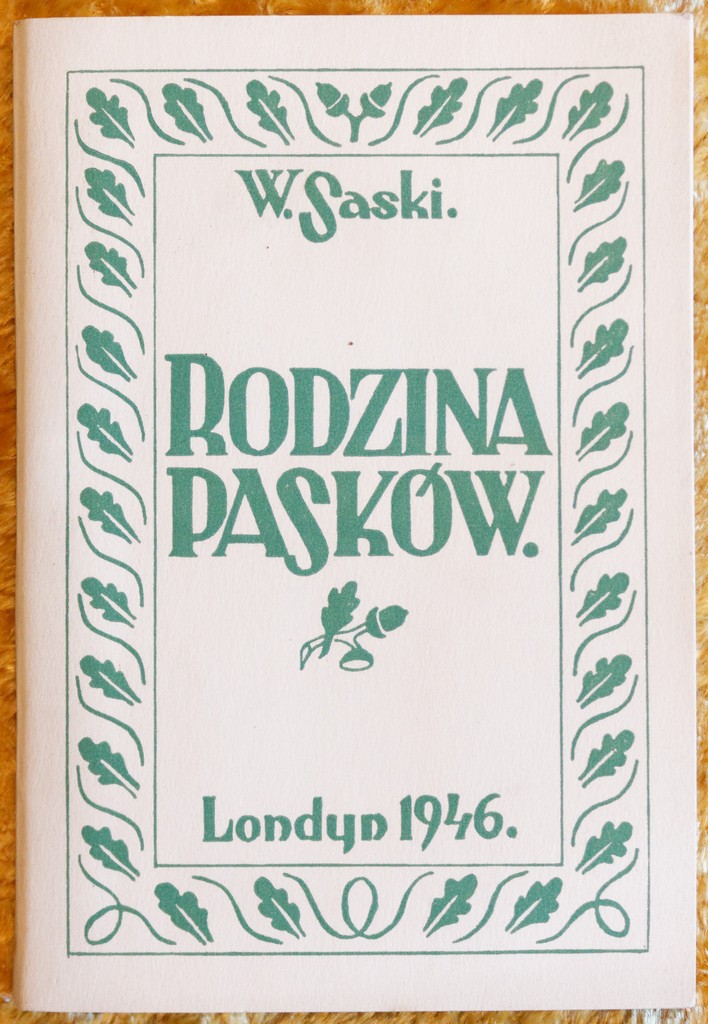 W. Saski.
RODZINA
PASKÓW.
Londyn 1946.